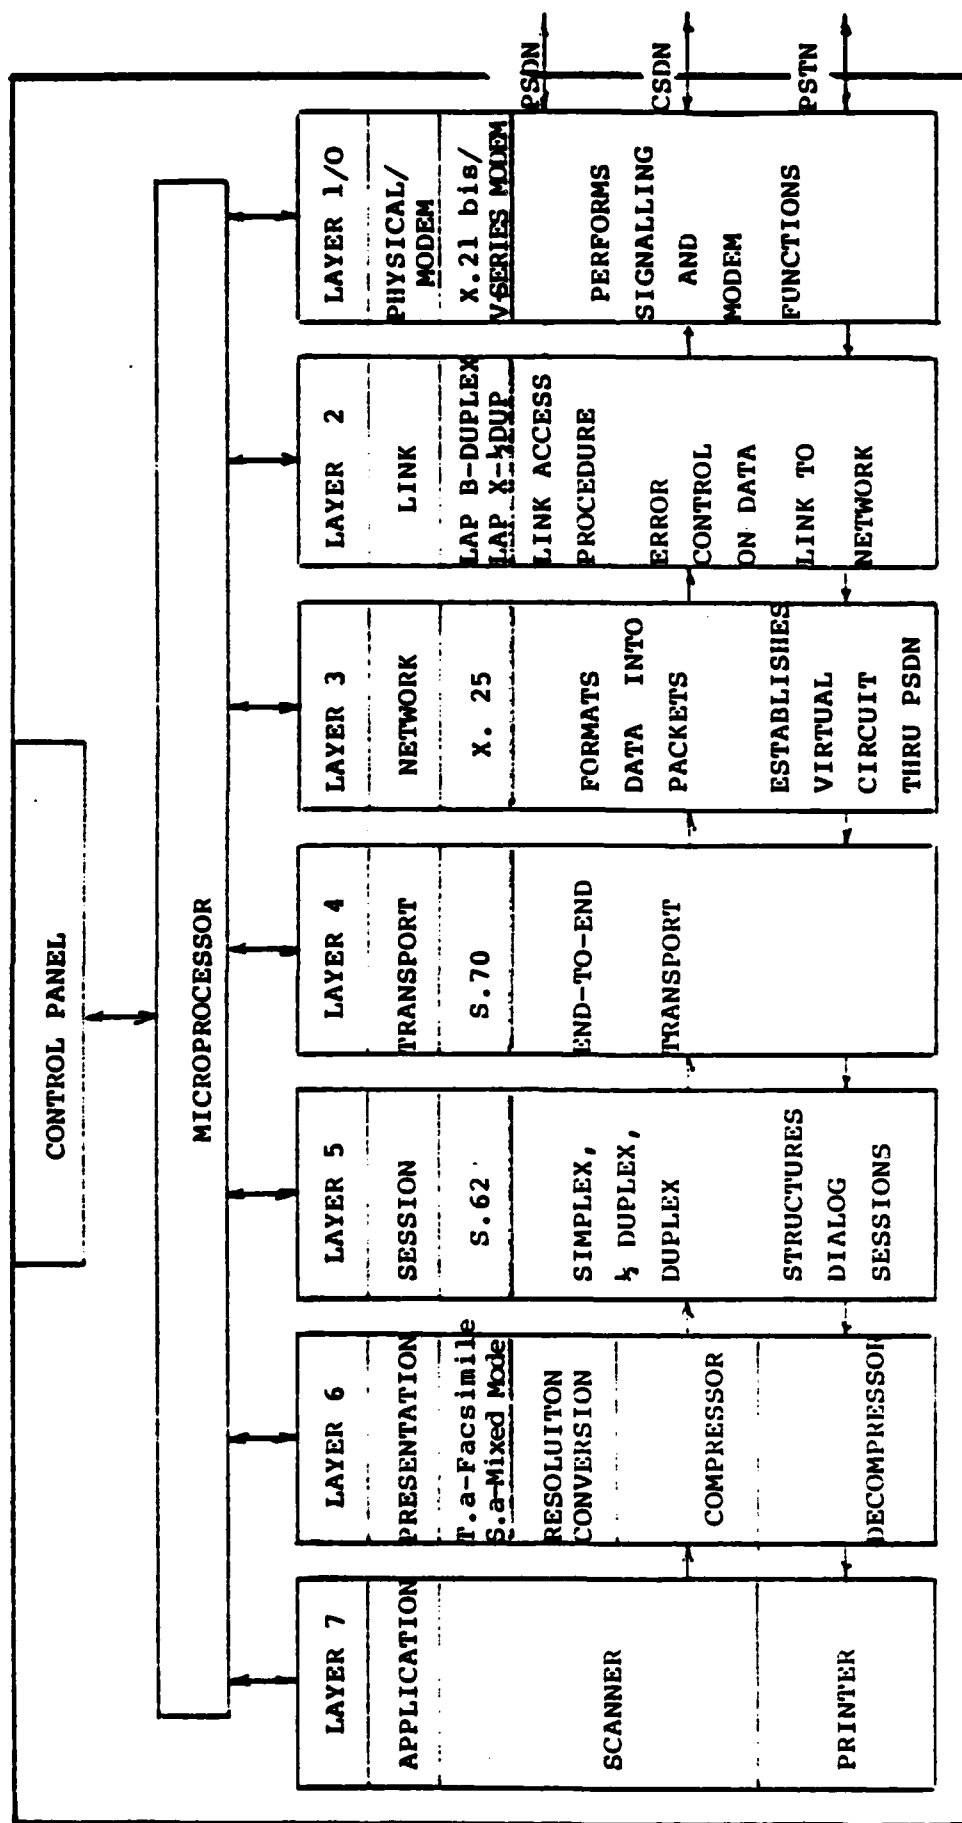 CONTROL PANEL
MICROPROCESSOR
LAYER 7
APPLICATION
SCANNER
PRINTER
LAYER 6
PRESENTATION
T.a-Facsimile
S.a-Mixed Mode
RESOLUITON
CONVERSION
COMPRESSOR
DECOMPRESSOR
LAYER 5
SESSION
S.62
SIMPLEX,
½ DUPLEX,
DUPLEX
STRUCTURES
DIALOG
SESSIONS
LAYER 4
TRANSPORT
S.70
END-TO-END
TRANSPORT
LAYER 3
NETWORK
X. 25
FORMATS
DATA INTO
PACKETS
ESTABLISHES
VIRTUAL
CIRCUIT
THRU PSDN
LAYER 2
LINK
LAP B-DUPLEX
LAP X-½DUP
LINK ACCESS
PROCEDURE
ERROR
CONTROL
ON DATA
LINK TO
NETWORK
LAYER 1/O
PHYSICAL/
MODEM
X.21 bis/
V-SERIES MODEM
PERFORMS
SIGNALLING
AND
MODEM
FUNCTIONS
PSDN
CSDN
PSTN